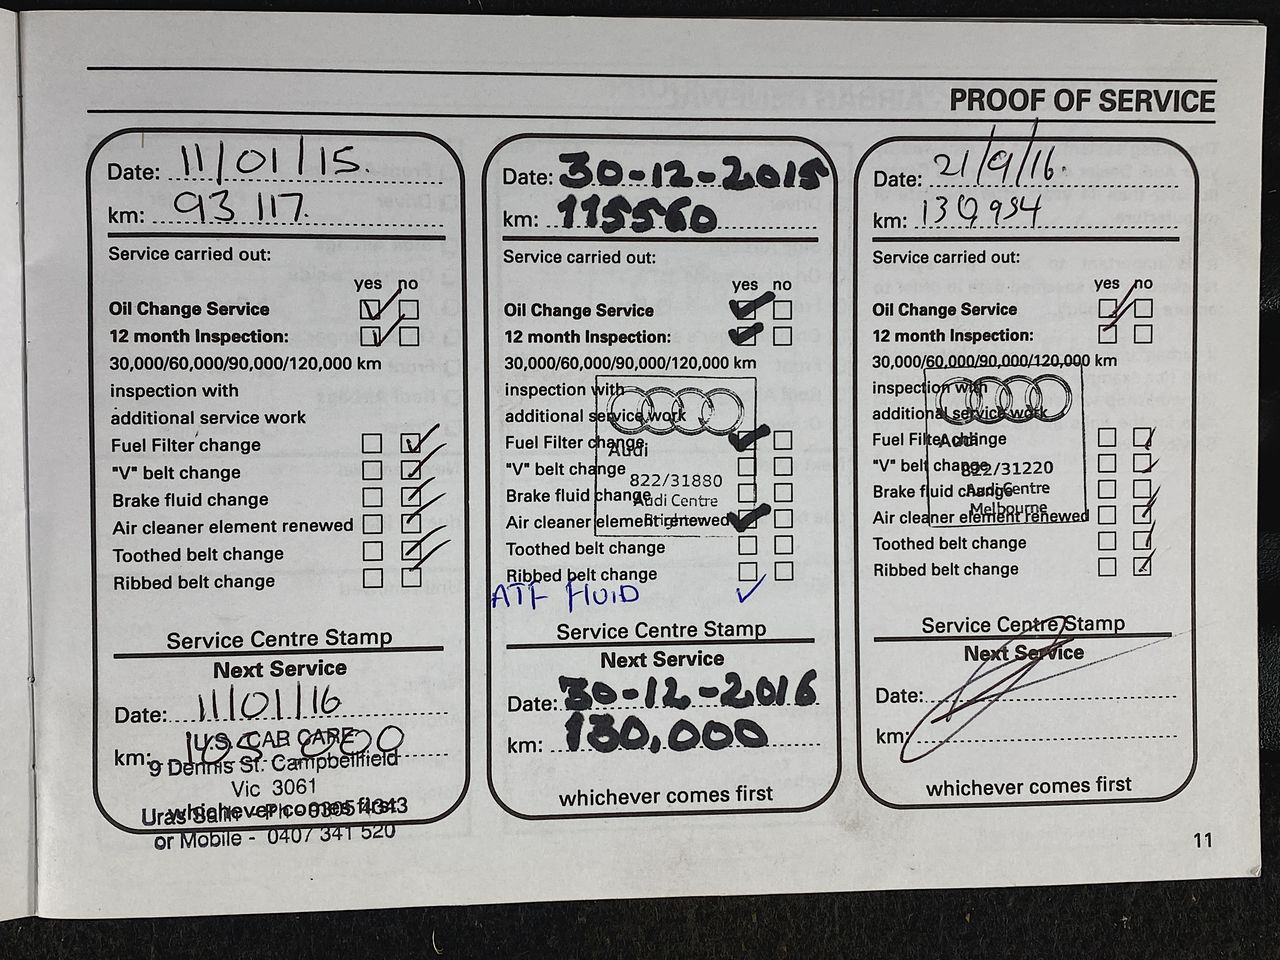 PROOF OF SERVICE
Date: 11/01/15.
km: 93 117.
Service carried out:
yes no
Oil Change Service
12 month Inspection:
30,000/60,000/90,000/120,000 km
inspection with
additional service work
Fuel Filter change
"V" belt change
Brake fluid change
Air cleaner element renewed
Toothed belt change
Ribbed belt change
Service Centre Stamp
Next Service
Date: 11/01/16
km: 105 000
U.S. CAR CARE
9 Dennis St. Campbellfield
Vic 3061
whichever comes first
or Mobile - 0407 341 520
Date: 30-12-2015
km: 115560
Service carried out:
yes no
Oil Change Service
12 month Inspection:
30,000/60,000/90,000/120,000 km
inspection with
additional service work
Fuel Filter change
Audi
"V" belt change
822/31880
Brake fluid change
Audi Centre
Air cleaner element renewed
Brighton
Toothed belt change
Ribbed belt change
ATF FLUID
Service Centre Stamp
Next Service
Date: 30-12-2016
km: 130,000
whichever comes first
Date: 21/9/16.
km:
Service carried out:
yes no
Oil Change Service
12 month Inspection:
30,000/60,000/90,000/120,000 km
inspection with
additional service work
Fuel Filter change
Audi
"V" belt change
822/31220
Brake fluid change
Audi Centre
Melbourne
Air cleaner element renewed
Toothed belt change
Ribbed belt change
Service Centre Stamp
Next Service
Date:
km:
whichever comes first
11